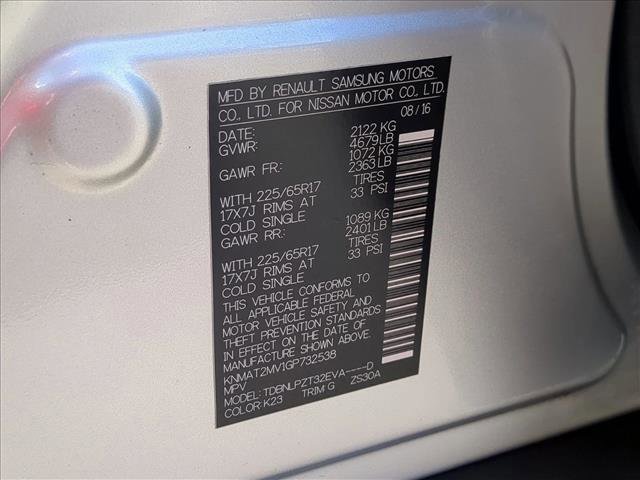 MFD BY RENAULT SAMSUNG MOTORS
CO., LTD. FOR NISSAN MOTOR CO., LTD.
DATE: 08/16
GVWR: 2122 KG
4679 LB
GAWR FR: 1072 KG
2363 LB
WITH 225/65R17 TIRES
17X7J RIMS AT 33 PSI
COLD SINGLE
GAWR RR: 1089 KG
2401 LB
WITH 225/65R17 TIRES
17X7J RIMS AT 33 PSI
COLD SINGLE
THIS VEHICLE CONFORMS TO
ALL APPLICABLE FEDERAL
MOTOR VEHICLE SAFETY AND
THEFT PREVENTION STANDARDS
IN EFFECT ON THE DATE OF
MANUFACTURE SHOWN ABOVE.
KNMAT2MV1GP732538
MPV
MODEL: TDBNLPZT32EVA----D
COLOR: K23 TRIM: G ZS30A